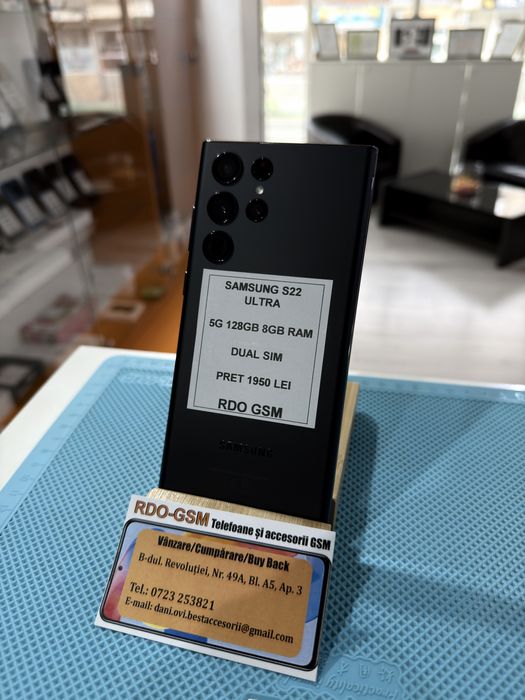 SAMSUNG S22
ULTRA
5G 128GB 8GB RAM
DUAL SIM
PRET 1950 LEI
RDO GSM
SAMSUNG
RDO-GSM Telefoane și accesorii GSM
Vânzare/Cumpărare/Buy Back
B-dul. Revoluției, Nr. 49A, Bl. A5, Ap. 3
Tel.: 0723 253821
E-mail: dani.ovi.bestaccesorii@gmail.com